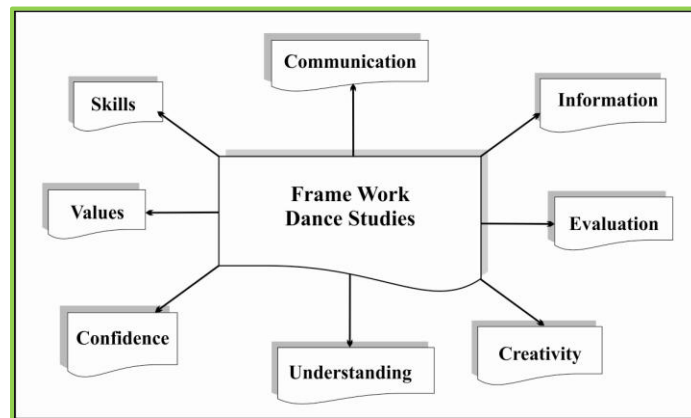 Communication
Skills
Information
Frame Work
Dance Studies
Values
Evaluation
Confidence
Creativity
Understanding